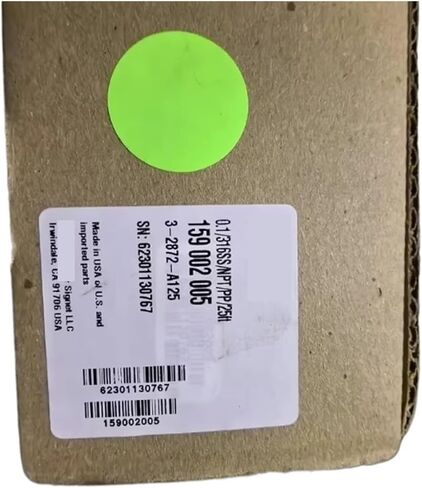 0.1/316SS/NPT/PP/25ft
159 002 005
3-2872-A125
SN: 62301130767
Made in USA of U.S. and
imported parts
Signet LLC
Irwindale, CA 91706 USA
62301130767
159002005